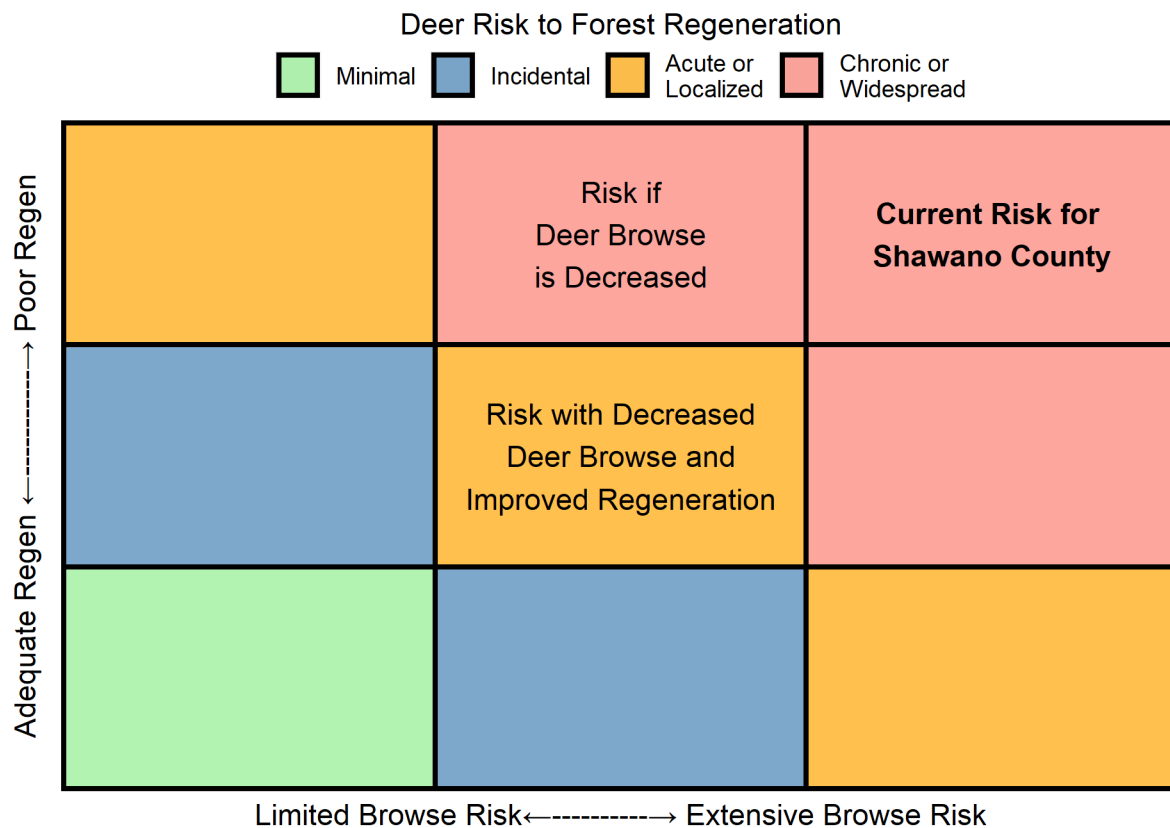 Deer Risk to Forest Regeneration
Minimal
Incidental
Acute or
Localized
Chronic or
Widespread
Risk if
Deer Browse
is Decreased
Current Risk for
Shawano County
Risk with Decreased
Deer Browse and
Improved Regeneration
Adequate Regen ←----------→ Poor Regen
Limited Browse Risk←----------→ Extensive Browse Risk